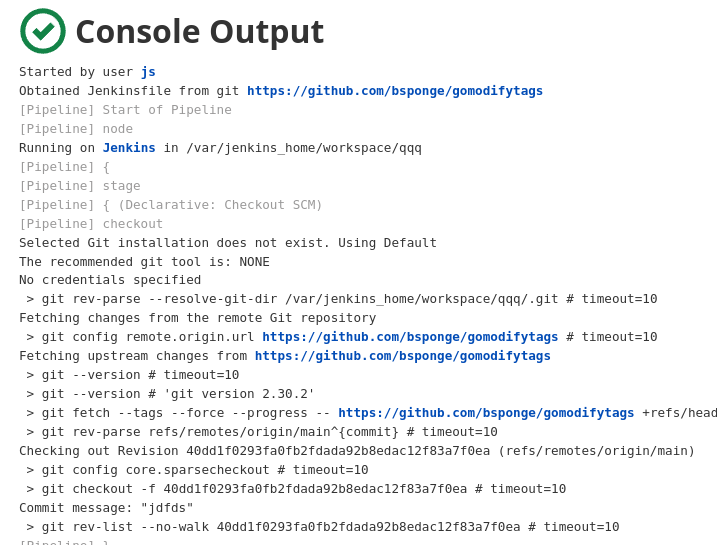 Console Output
Started by user js
Obtained Jenkinsfile from git https://github.com/bsponge/gomodifytags
[Pipeline] Start of Pipeline
[Pipeline] node
Running on Jenkins in /var/jenkins_home/workspace/qqq
[Pipeline] {
[Pipeline] stage
[Pipeline] { (Declarative: Checkout SCM)
[Pipeline] checkout
Selected Git installation does not exist. Using Default
The recommended git tool is: NONE
No credentials specified
 > git rev-parse --resolve-git-dir /var/jenkins_home/workspace/qqq/.git # timeout=10
Fetching changes from the remote Git repository
 > git config remote.origin.url https://github.com/bsponge/gomodifytags # timeout=10
Fetching upstream changes from https://github.com/bsponge/gomodifytags
 > git --version # timeout=10
 > git --version # 'git version 2.30.2'
 > git fetch --tags --force --progress -- https://github.com/bsponge/gomodifytags +refs/head
 > git rev-parse refs/remotes/origin/main^{commit} # timeout=10
Checking out Revision 40dd1f0293fa0fb2fdada92b8edac12f83a7f0ea (refs/remotes/origin/main)
 > git config core.sparsecheckout # timeout=10
 > git checkout -f 40dd1f0293fa0fb2fdada92b8edac12f83a7f0ea # timeout=10
Commit message: "jdfds"
 > git rev-list --no-walk 40dd1f0293fa0fb2fdada92b8edac12f83a7f0ea # timeout=10
[Pipeline] }